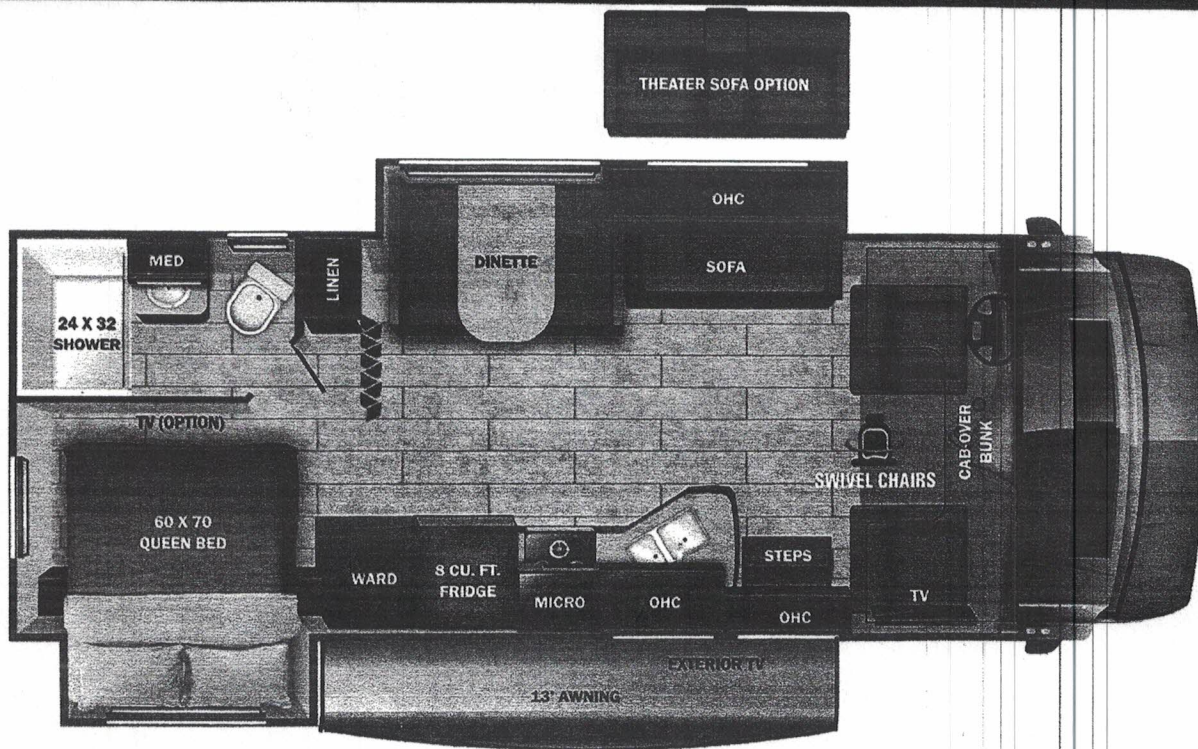 THEATER SOFA OPTION
OHC
SOFA
DINETTE
MED
LINEN
24 X 32
SHOWER
TV (OPTION)
60 X 70
QUEEN BED
WARD
8 CU. FT.
FRIDGE
MICRO
OHC
STEPS
OHC
SWIVEL CHAIRS
CAB-OVER
BUNK
TV
EXTERIOR TV
13' AWNING